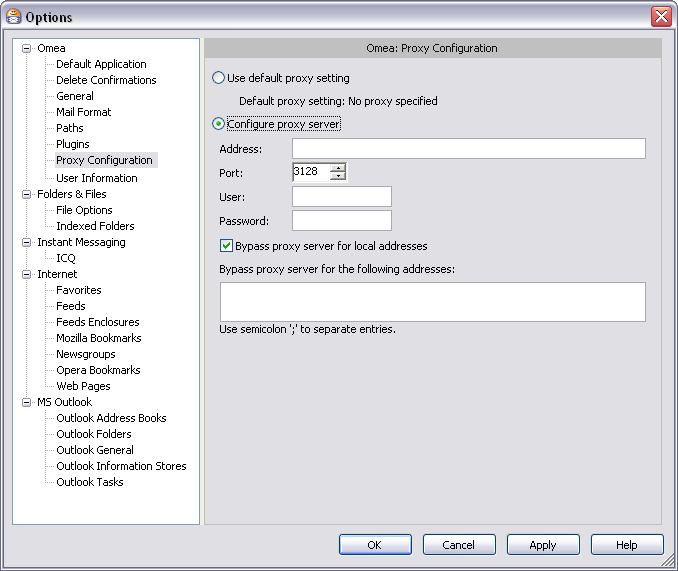 Options
Omea
Default Application
Delete Confirmations
General
Mail Format
Paths
Plugins
Proxy Configuration
User Information
Folders & Files
File Options
Indexed Folders
Instant Messaging
ICQ
Internet
Favorites
Feeds
Feeds Enclosures
Mozilla Bookmarks
Newsgroups
Opera Bookmarks
Web Pages
MS Outlook
Outlook Address Books
Outlook Folders
Outlook General
Outlook Information Stores
Outlook Tasks
Omea: Proxy Configuration
Use default proxy setting
Default proxy setting: No proxy specified
Configure proxy server
Address:
Port: 3128
User:
Password:
Bypass proxy server for local addresses
Bypass proxy server for the following addresses:
Use semicolon ';' to separate entries.
OK Cancel Apply Help